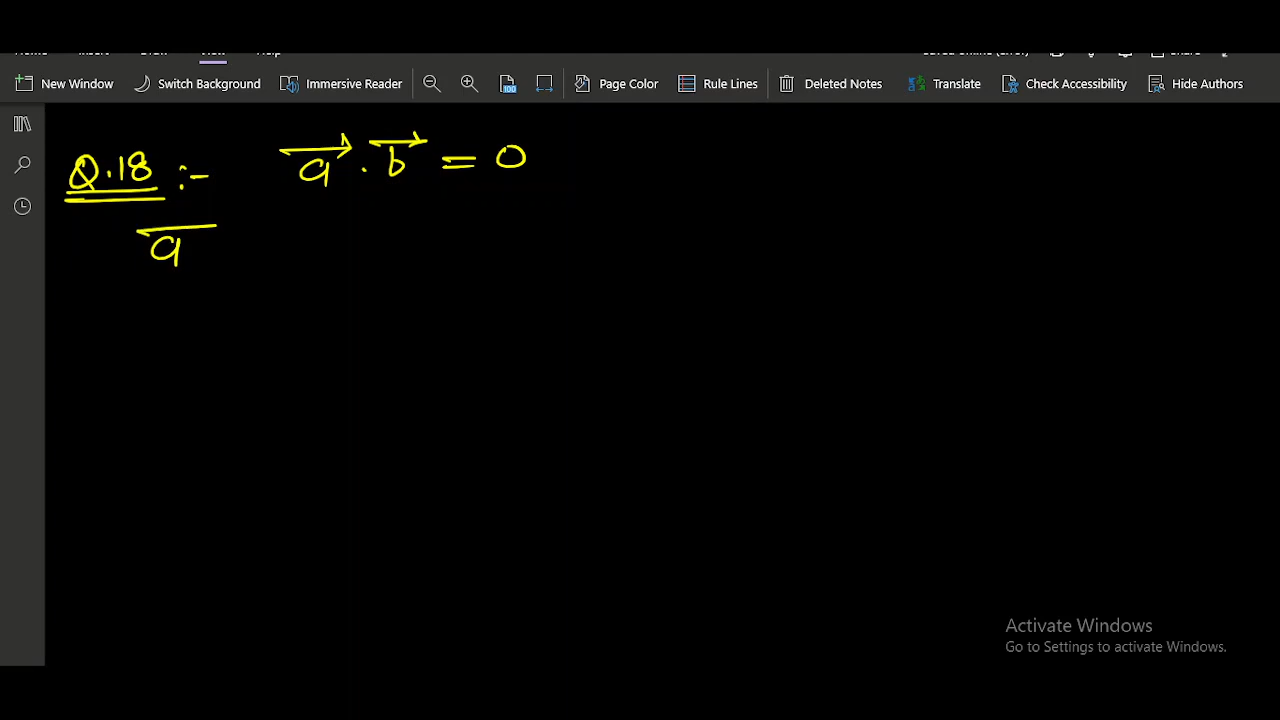 New Window Switch Background Immersive Reader 100 Page Color Rule Lines Deleted Notes Translate Check Accessibility Hide Authors
Q.18 :- a⃗ . b⃗ = 0
a
Activate Windows
Go to Settings to activate Windows.